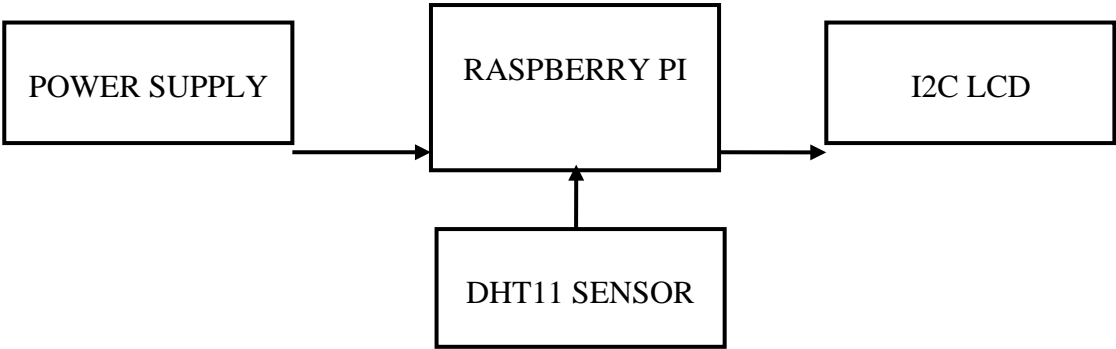 POWER SUPPLY
RASPBERRY PI
I2C LCD
DHT11 SENSOR